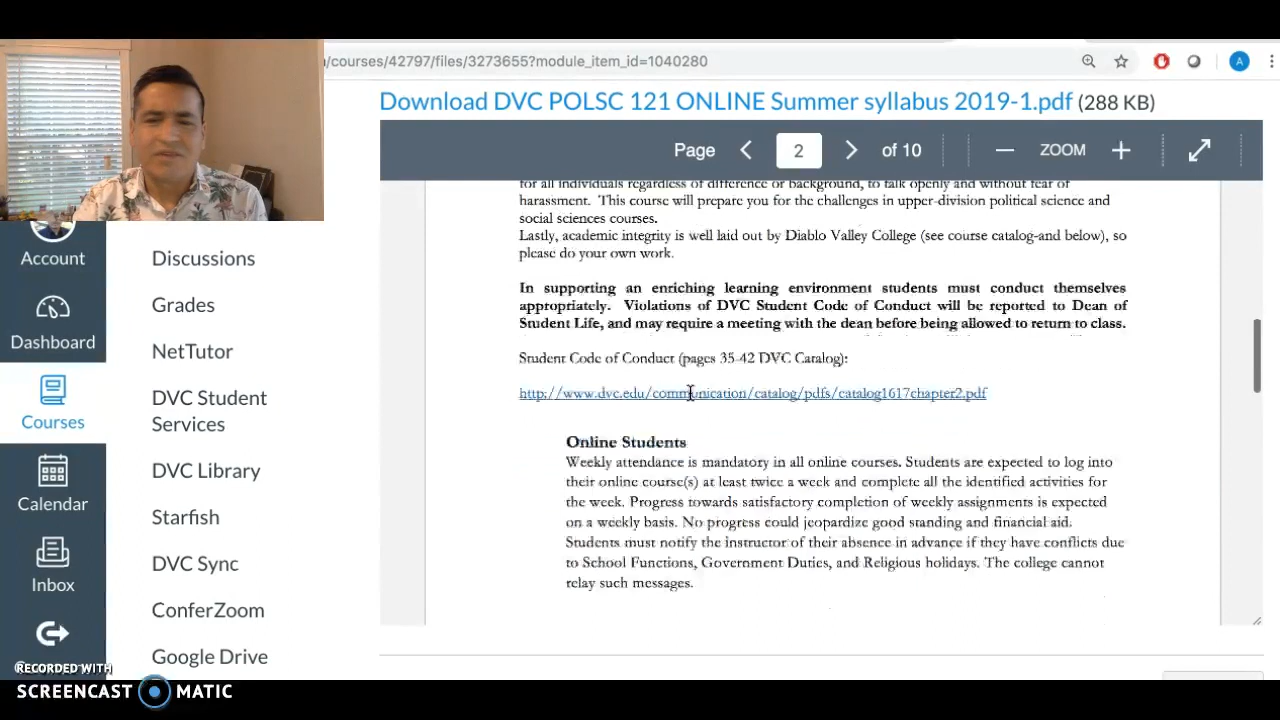 /courses/42797/files/3273655?module_item_id=1040280
A
Download DVC POLSC 121 ONLINE Summer syllabus 2019-1.pdf (288 KB)
Page 2 of 10 ZOOM
for all individuals regardless of difference or background, to talk openly and without fear of
harassment. This course will prepare you for the challenges in upper-division political science and
social sciences courses.
Lastly, academic integrity is well laid out by Diablo Valley College (see course catalog-and below), so
please do your own work.
In supporting an enriching learning environment students must conduct themselves
appropriately. Violations of DVC Student Code of Conduct will be reported to Dean of
Student Life, and may require a meeting with the dean before being allowed to return to class.
Student Code of Conduct (pages 35-42 DVC Catalog):
http://www.dvc.edu/communication/catalog/pdfs/catalog1617chapter2.pdf
Online Students
Weekly attendance is mandatory in all online courses. Students are expected to log into
their online course(s) at least twice a week and complete all the identified activities for
the week. Progress towards satisfactory completion of weekly assignments is expected
on a weekly basis. No progress could jeopardize good standing and financial aid.
Students must notify the instructor of their absence in advance if they have conflicts due
to School Functions, Government Duties, and Religious holidays. The college cannot
relay such messages.
Account
Dashboard
Courses
Calendar
Inbox
Discussions
Grades
NetTutor
DVC Student
Services
DVC Library
Starfish
DVC Sync
ConferZoom
Google Drive
RECORDED WITH
SCREENCAST MATIC